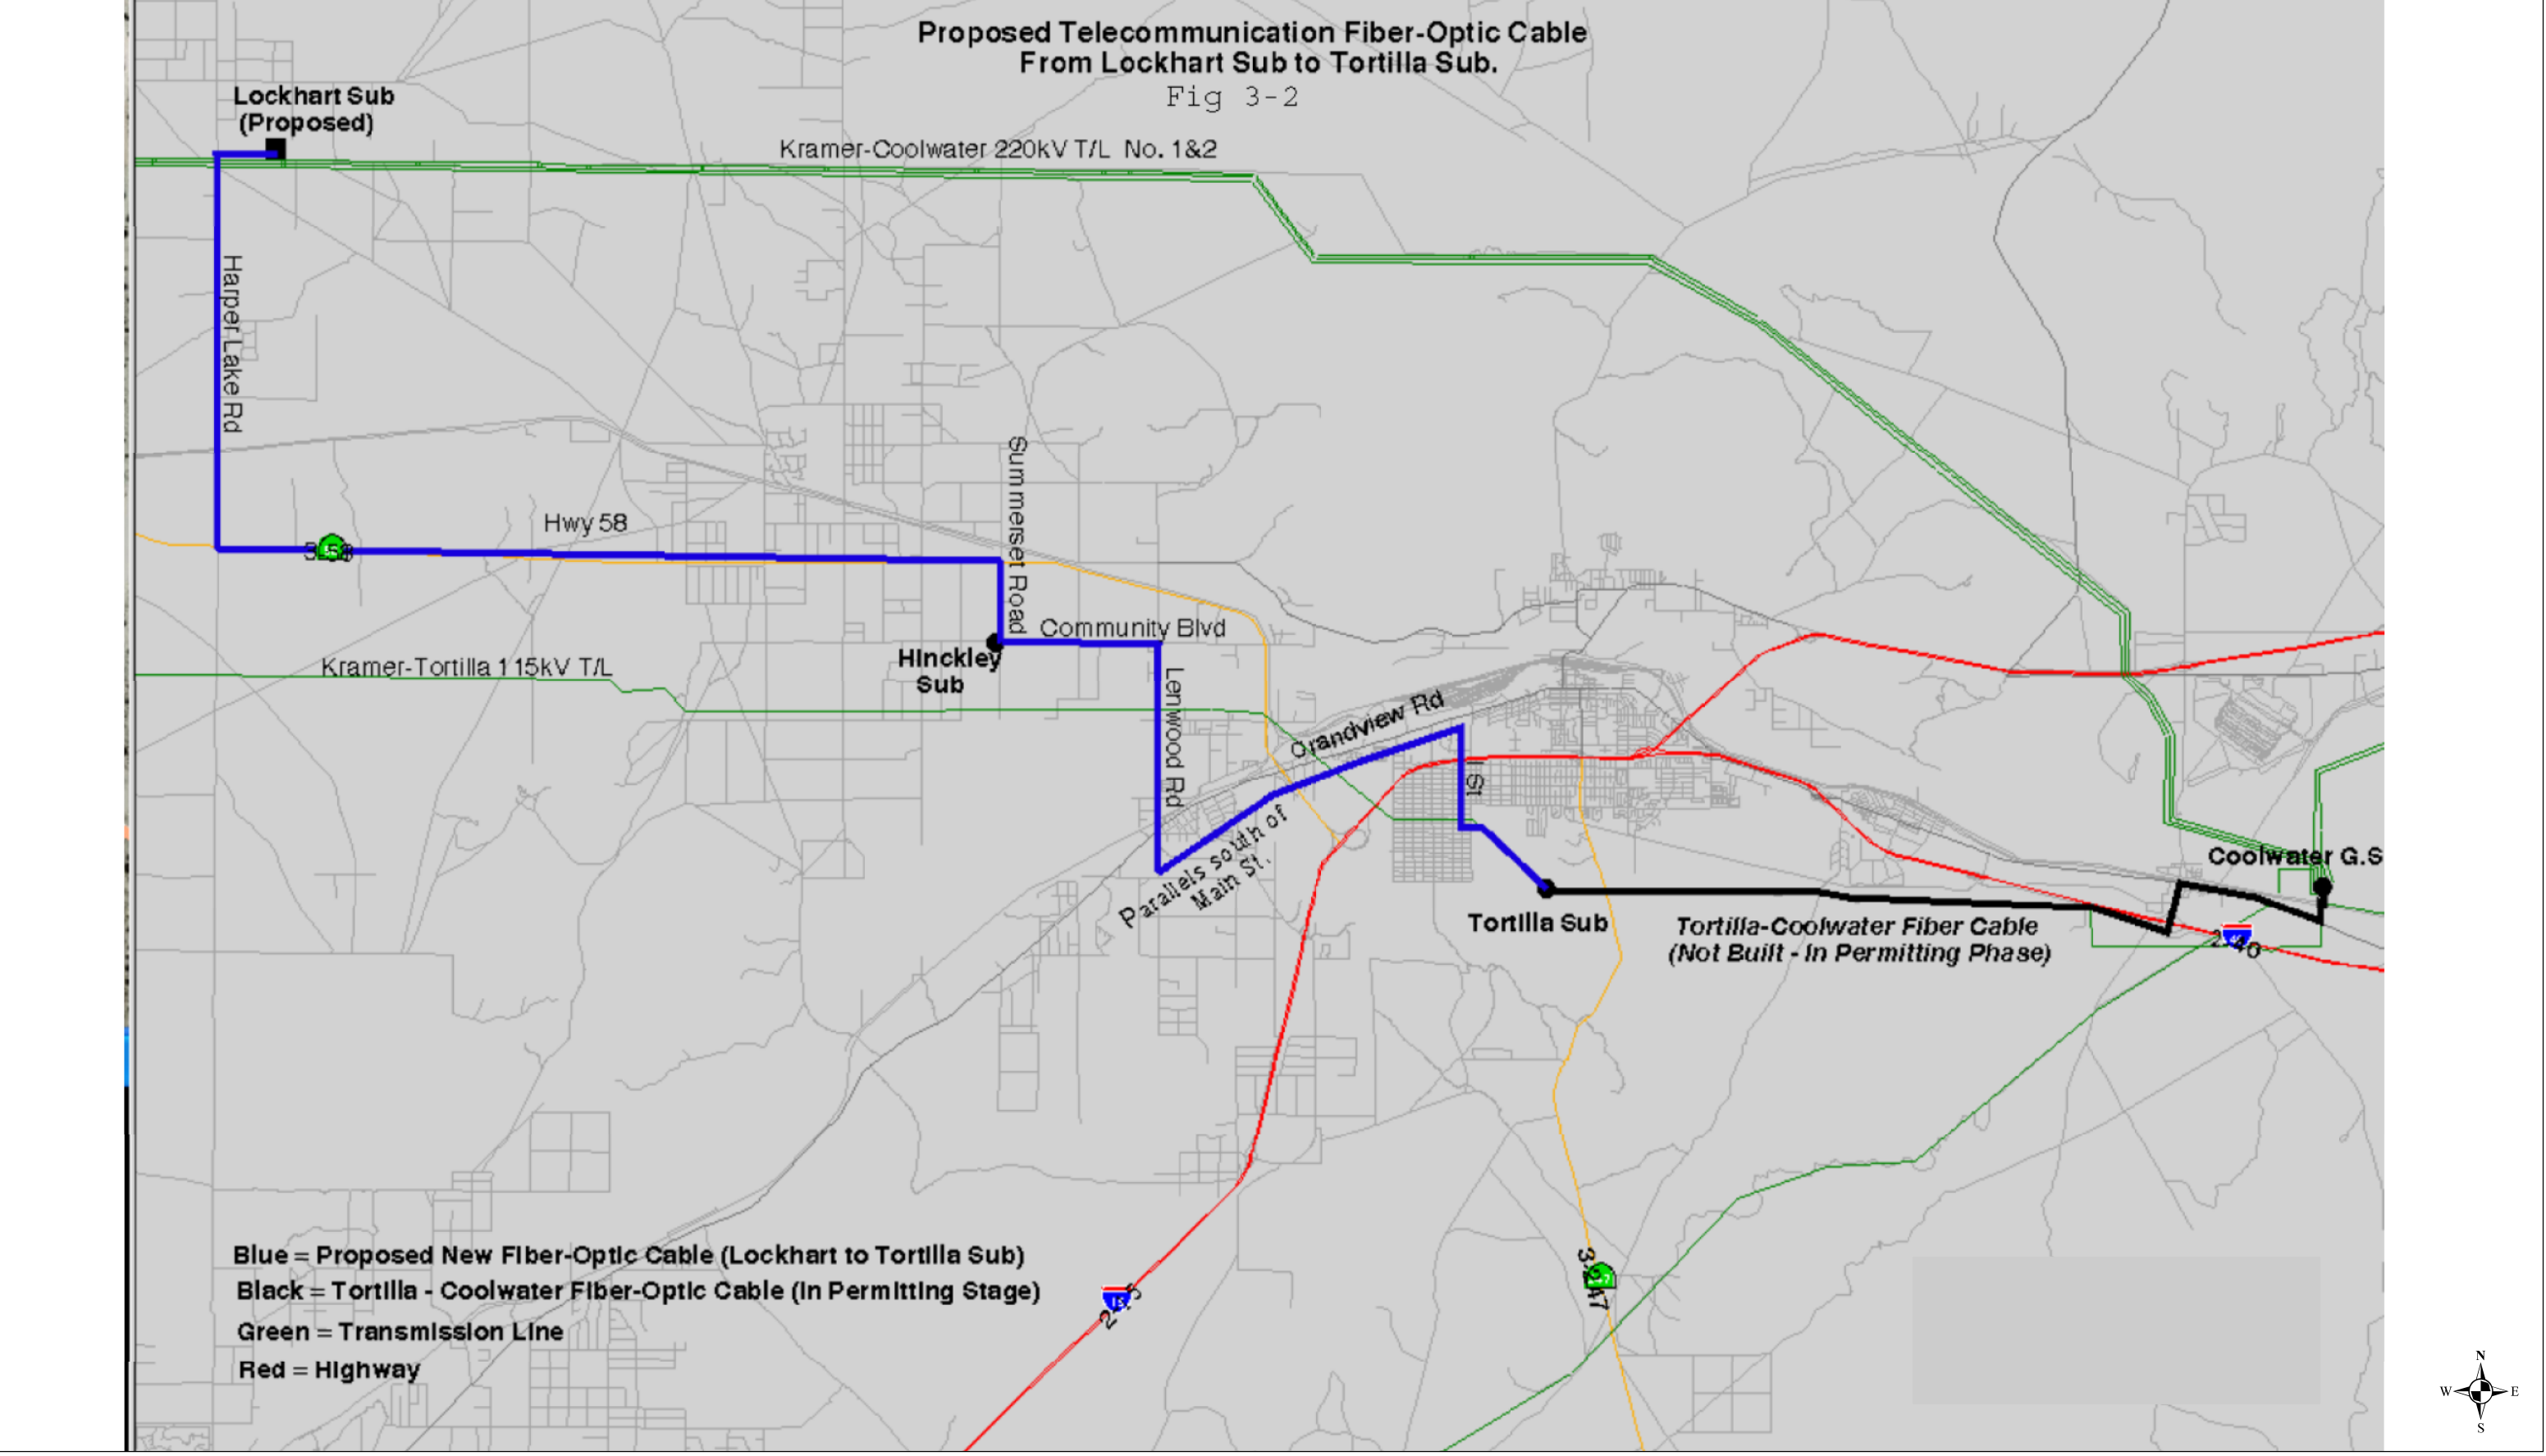 Proposed Telecommunication Fiber-Optic Cable
From Lockhart Sub to Tortilla Sub.
Fig 3-2
Lockhart Sub
(Proposed)
Kramer-Coolwater 220kV T/L No. 1&2
Harper Lake Rd
Hwy 58
Summerset Road
Community Blvd
Hinckley
Sub
Kramer-Tortilla 115kV T/L
Lenwood Rd
Grandview Rd
I St
Parallels south of
Main St.
Coolwater G.S
Tortilla Sub
Tortilla-Coolwater Fiber Cable
(Not Built - In Permitting Phase)
Blue = Proposed New Fiber-Optic Cable (Lockhart to Tortilla Sub)
Black = Tortilla - Coolwater Fiber-Optic Cable (In Permitting Stage)
Green = Transmission Line
Red = Highway
15
N
W E
S